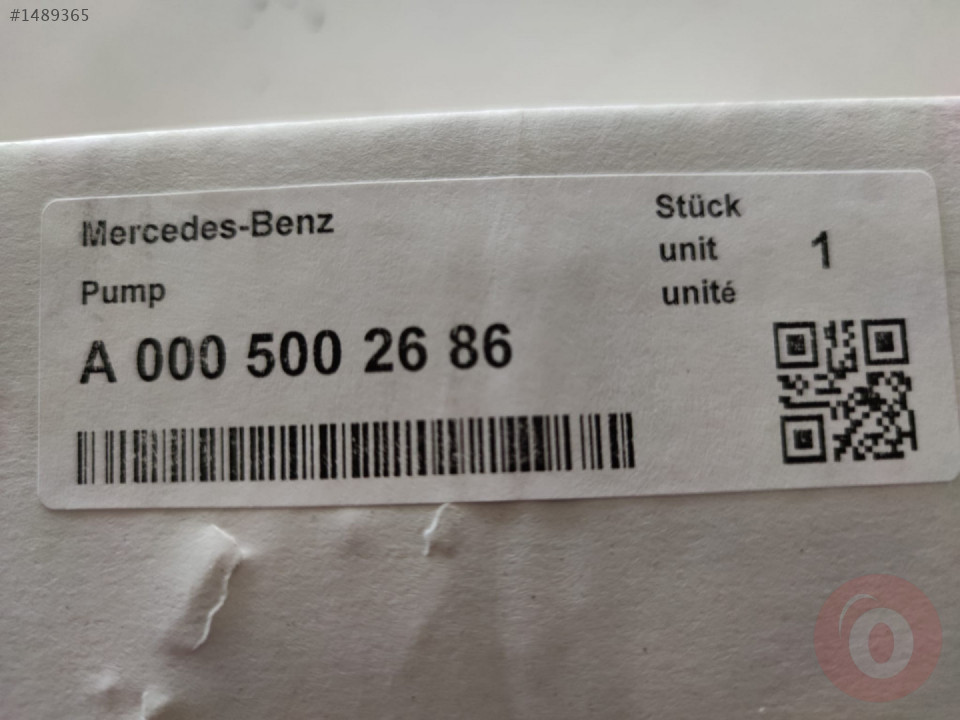 #1489365
Mercedes-Benz
Pump
A 000 500 26 86
Stück
unit
unité
1
O